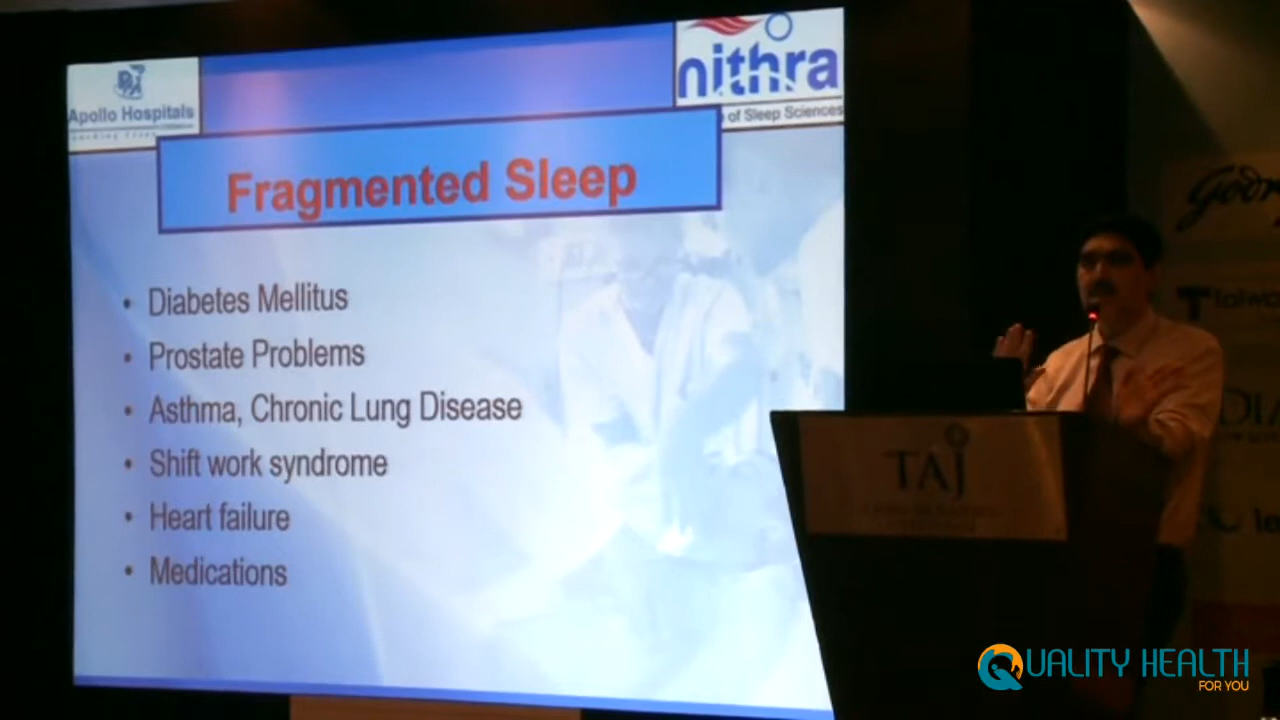 Apollo Hospitals
nithra
of Sleep Sciences
Fragmented Sleep
• Diabetes Mellitus
• Prostate Problems
• Asthma, Chronic Lung Disease
• Shift work syndrome
• Heart failure
• Medications
TAJ
QUALITY HEALTH
FOR YOU